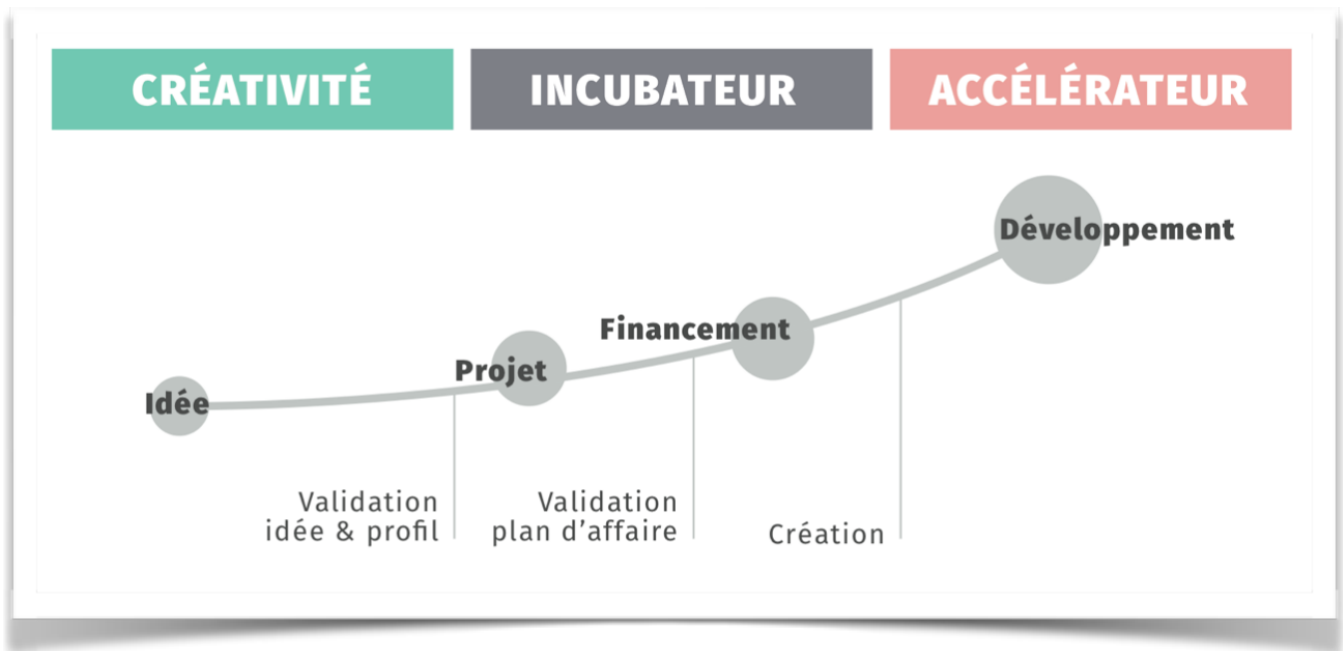 CRÉATIVITÉ
INCUBATEUR
ACCÉLÉRATEUR
Développement
Financement
Projet
Idée
Validation
idée & profil
Validation
plan d’affaire
Création